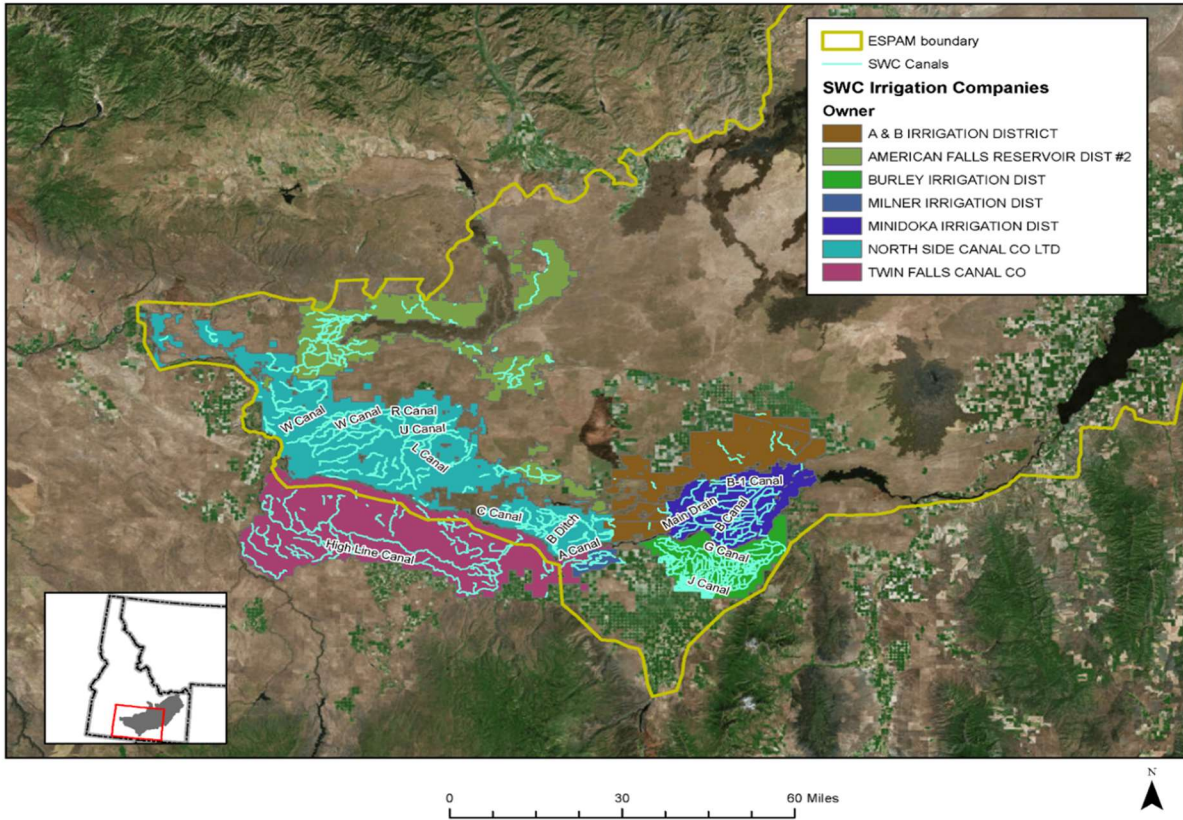 ESPAM boundary
SWC Canals
SWC Irrigation Companies
Owner
A & B IRRIGATION DISTRICT
AMERICAN FALLS RESERVOIR DIST #2
BURLEY IRRIGATION DIST
MILNER IRRIGATION DIST
MINIDOKA IRRIGATION DIST
NORTH SIDE CANAL CO LTD
TWIN FALLS CANAL CO
W Canal
W Canal
R Canal
U Canal
L Canal
C Canal
B Ditch
A Canal
High Line Canal
B-1 Canal
Main Drain
B Canal
G Canal
J Canal
N
0 30 60 Miles